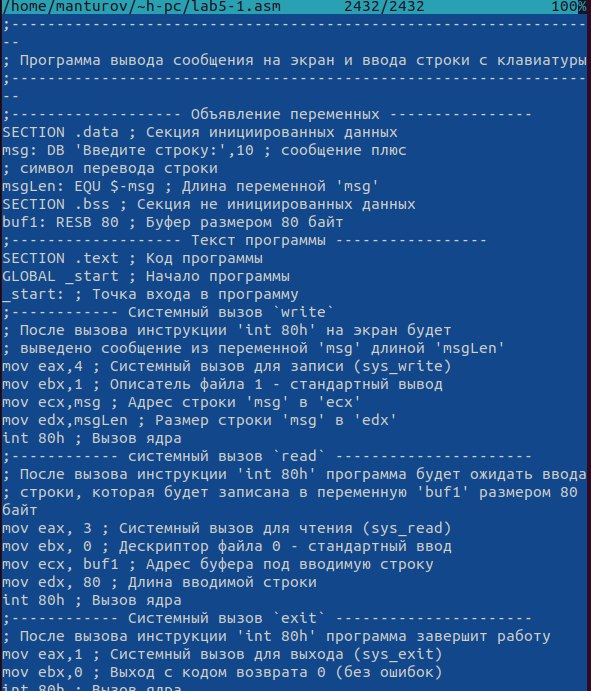 /home/manturov/~h-pc/lab5-1.asm 2432/2432 100%
;----------------------------------------------------------------
--
; Программа вывода сообщения на экран и ввода строки с клавиатуры
;----------------------------------------------------------------
--
;------------------- Объявление переменных ----------------
SECTION .data ; Секция инициированных данных
msg: DB 'Введите строку:',10 ; сообщение плюс
; символ перевода строки
msgLen: EQU $-msg ; Длина переменной 'msg'
SECTION .bss ; Секция не инициированных данных
buf1: RESB 80 ; Буфер размером 80 байт
;------------------- Текст программы -----------------
SECTION .text ; Код программы
GLOBAL _start ; Начало программы
_start: ; Точка входа в программу
;------------ Системный вызов `write`
; После вызова инструкции 'int 80h' на экран будет
; выведено сообщение из переменной 'msg' длиной 'msgLen'
mov eax,4 ; Системный вызов для записи (sys_write)
mov ebx,1 ; Описатель файла 1 - стандартный вывод
mov ecx,msg ; Адрес строки 'msg' в 'ecx'
mov edx,msgLen ; Размер строки 'msg' в 'edx'
int 80h ; Вызов ядра
;------------ системный вызов `read` ----------------------
; После вызова инструкции 'int 80h' программа будет ожидать ввода
; строки, которая будет записана в переменную 'buf1' размером 80
байт
mov eax, 3 ; Системный вызов для чтения (sys_read)
mov ebx, 0 ; Дескриптор файла 0 - стандартный ввод
mov ecx, buf1 ; Адрес буфера под вводимую строку
mov edx, 80 ; Длина вводимой строки
int 80h ; Вызов ядра
;------------ Системный вызов `exit` ----------------------
; После вызова инструкции 'int 80h' программа завершит работу
mov eax,1 ; Системный вызов для выхода (sys_exit)
mov ebx,0 ; Выход с кодом возврата 0 (без ошибок)
int 80h ; Вызов ядра